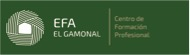 EFA
EL GAMONAL
Centro de
Formación
Profesional